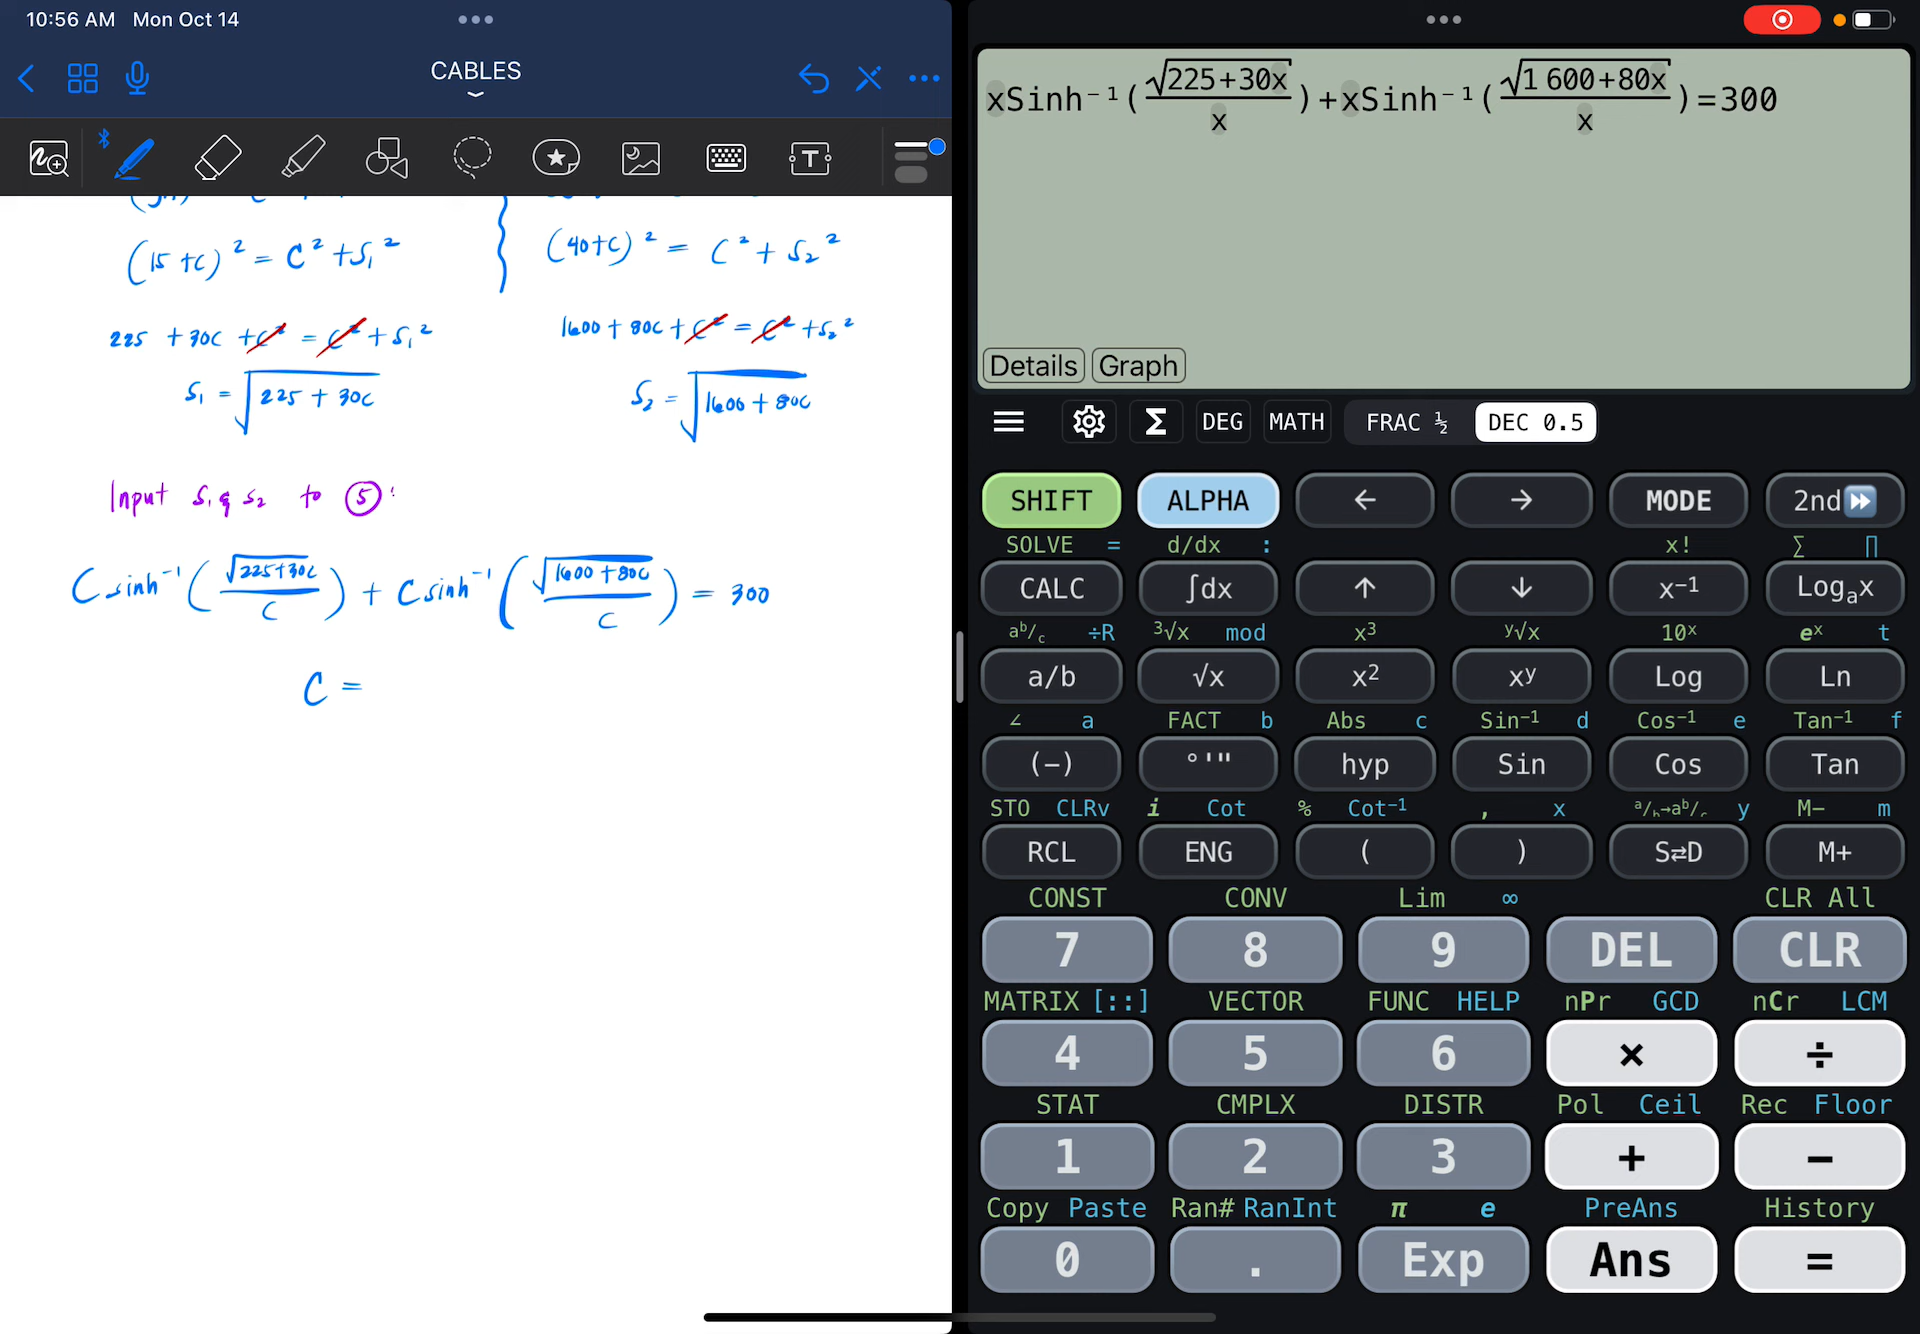 10:56 AM Mon Oct 14
CABLES
(15 + C)² = C² + S₁²
(40 + C)² = C² + S₂²
225 + 30C + C² = C² + S₁²
1600 + 80C + C² = C² + S₂²
S₁ = √225 + 30C
S₂ = √1600 + 80C
Input S₁ & S₂ to ⑤:
C sinh⁻¹ (√225+30C / C) + C sinh⁻¹ (√1600+80C / C) = 300
C =
xSinh⁻¹(√225+30x / x)+xSinh⁻¹(√1 600+80x / x)=300
Details Graph
DEG MATH FRAC ½ DEC 0.5
SHIFT ALPHA ← → MODE 2nd
SOLVE = d/dx : x! ∑ ∏
CALC ∫dx ↑ ↓ x⁻¹ Logₐx
aᵇ/c ÷R ³√x mod x³ ʸ√x 10ˣ eˣ t
a/b √x x² xʸ Log Ln
∠ a FACT b Abs c Sin⁻¹ d Cos⁻¹ e Tan⁻¹ f
(−) °'" hyp Sin Cos Tan
STO CLRv i Cot % Cot⁻¹ , x a/b→aᵇ/c y M− m
RCL ENG ( ) S⇄D M+
CONST CONV Lim ∞ CLR All
7 8 9 DEL CLR
MATRIX [::] VECTOR FUNC HELP nPr GCD nCr LCM
4 5 6 × ÷
STAT CMPLX DISTR Pol Ceil Rec Floor
1 2 3 + −
Copy Paste Ran# RanInt π e PreAns History
0 . Exp Ans =